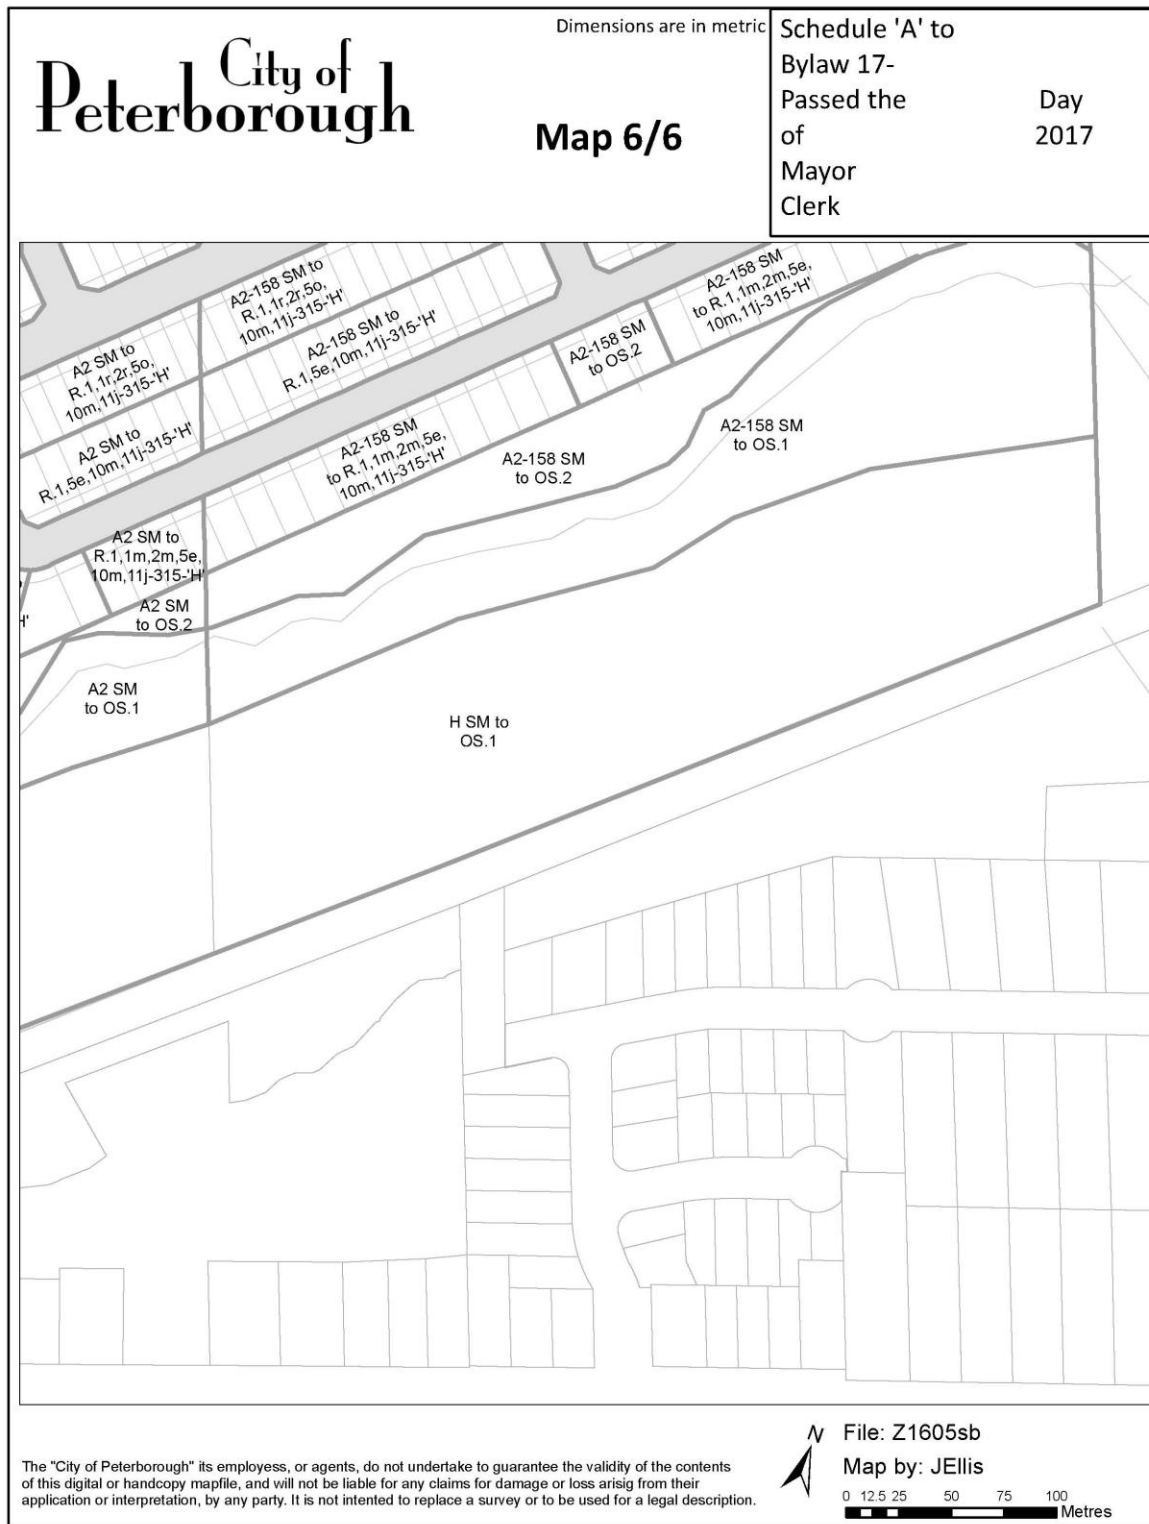 City of
Peterborough
Dimensions are in metric
Map 6/6
Schedule 'A' to
Bylaw 17-
Passed the Day
of 2017
Mayor
Clerk
A2-158 SM to
R.1,1r,2r,5o,
10m,11j-315-'H'
A2-158 SM
to R.1,1m,2m,5e,
10m,11j-315-'H'
A2-158 SM to
R.1,5e,10m,11j-315-'H'
A2-158 SM
to OS.2
A2 SM to
R.1,1r,2r,5o,
10m,11j-315-'H'
A2 SM to
R.1,5e,10m,11j-315-'H'
A2-158 SM
to R.1,1m,2m,5e,
10m,11j-315-'H'
A2-158 SM
to OS.2
A2-158 SM
to OS.1
A2 SM to
R.1,1m,2m,5e,
10m,11j-315-'H'
H'
A2 SM
to OS.2
A2 SM
to OS.1
H SM to
OS.1
The "City of Peterborough" its employess, or agents, do not undertake to guarantee the validity of the contents
of this digital or handcopy mapfile, and will not be liable for any claims for damage or loss arisig from their
application or interpretation, by any party. It is not intented to replace a survey or to be used for a legal description.
N
File: Z1605sb
Map by: JEllis
0 12.5 25 50 75 100
Metres